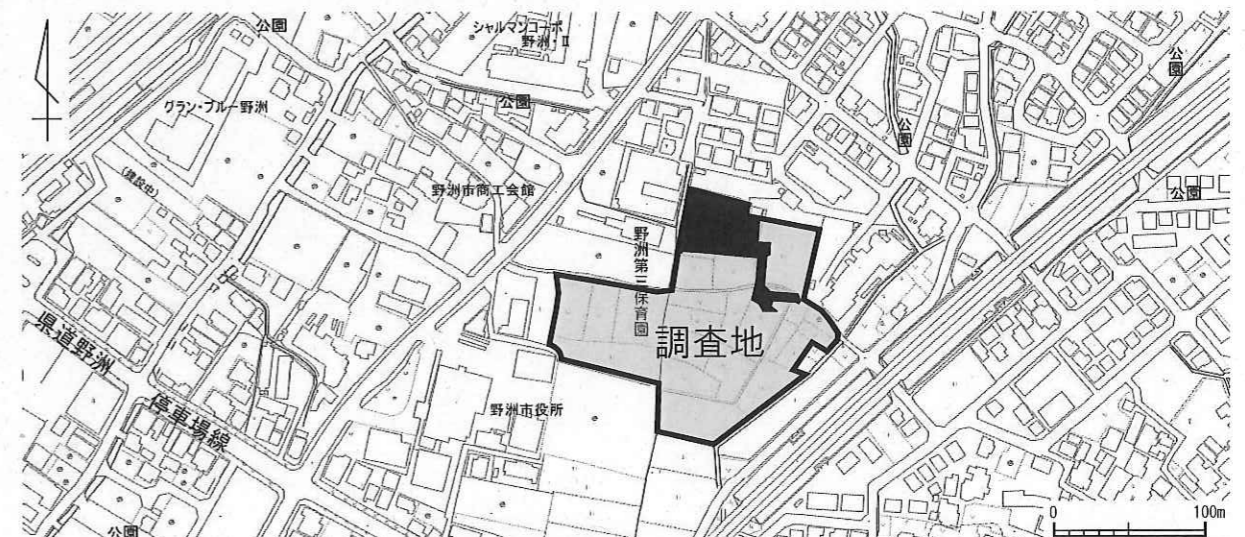 公園
シャルマンコーポ
野洲・Ⅱ
グラン・ブルー野洲
公園
公園
公園
(建設中)
野洲市商工会館
公園
野洲第三保育園
調査地
県道野洲
停車場線
野洲市役所
公園
0 100m